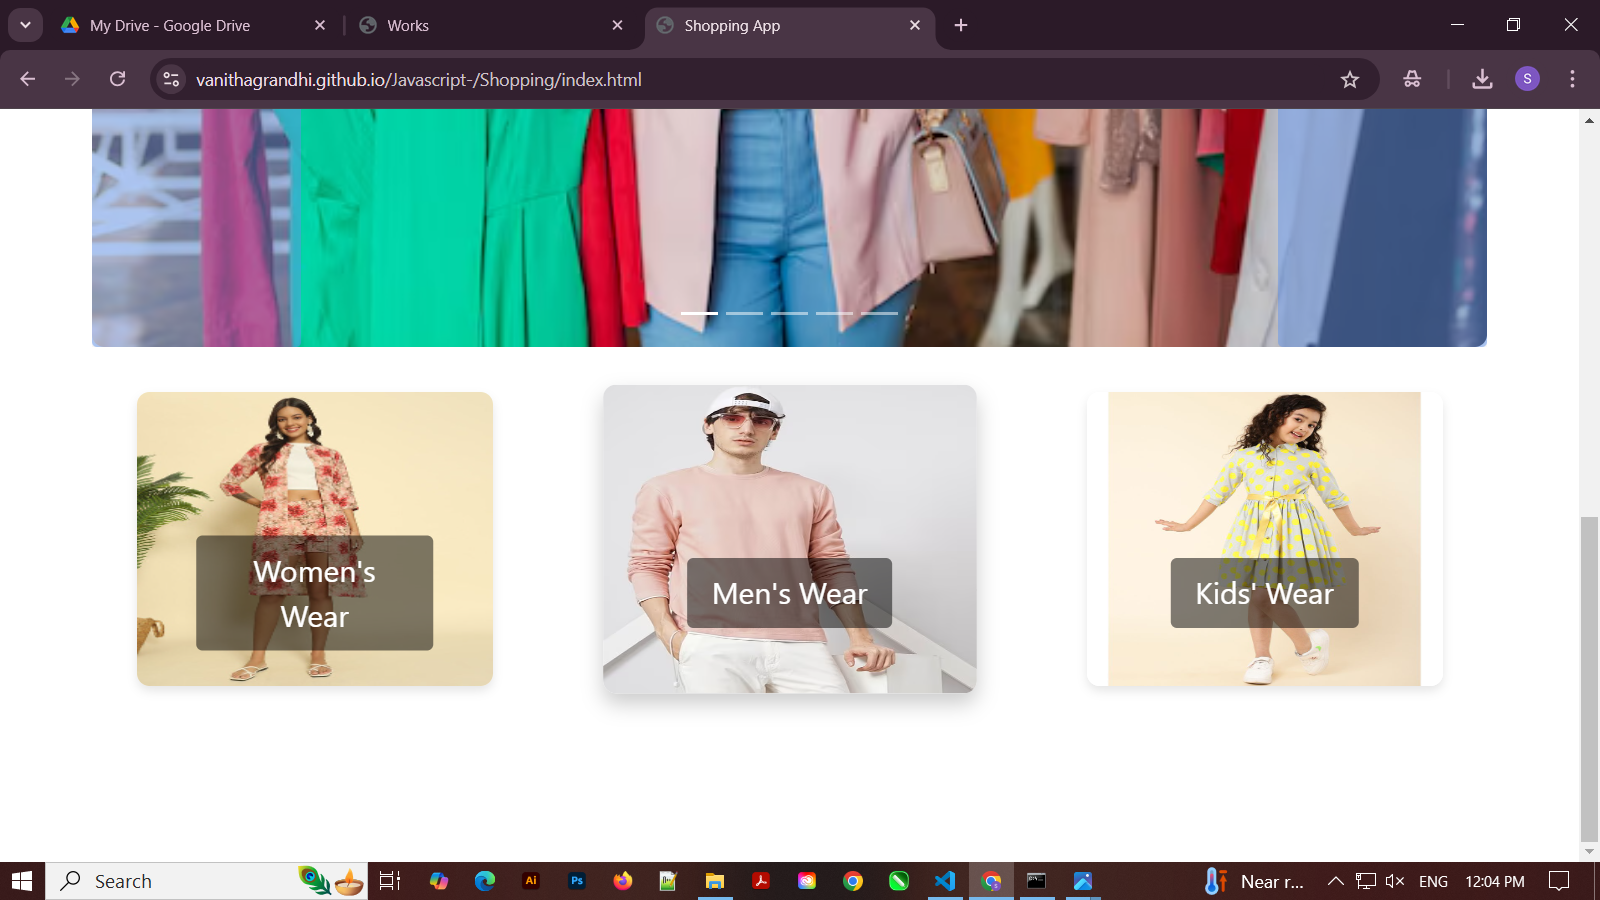 My Drive - Google Drive
Works
Shopping App
vanithagrandhi.github.io/Javascript-/Shopping/index.html
S
Women's
Wear
Men's Wear
Kids' Wear
Search
Ai
Ps
Near r...
ENG
12:04 PM